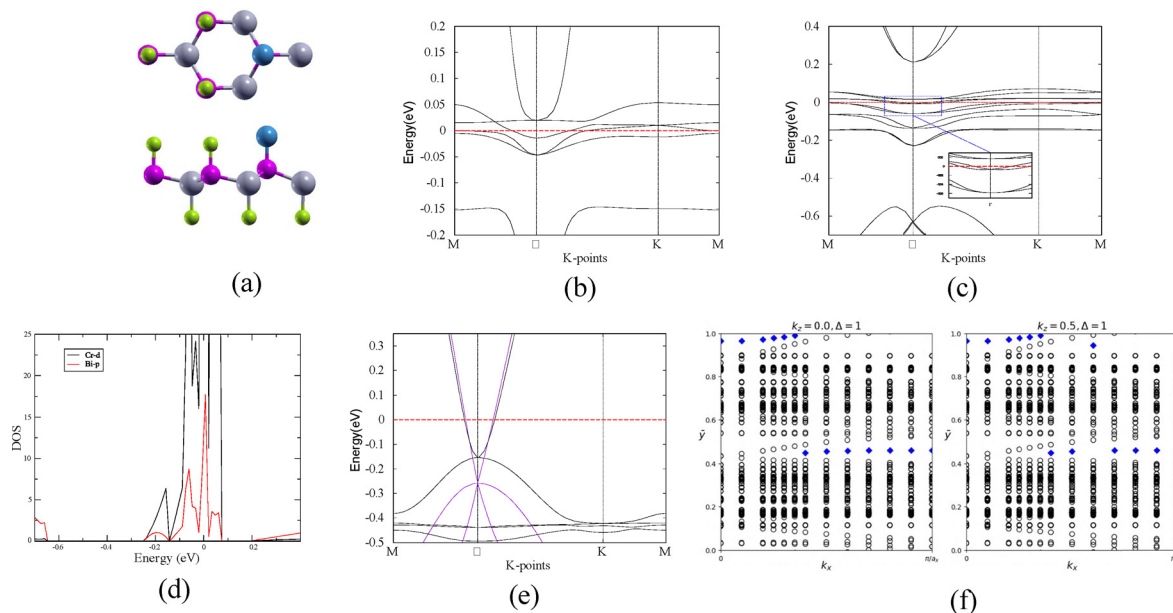 (a)
0.2
0.15
0.1
0.05
0
-0.05
-0.1
-0.15
-0.2
Energy(eV)
M
K
M
K-points
(b)
0.4
0.2
0
-0.2
-0.4
-0.6
Energy(eV)
M
K
M
K-points
(c)
25
20
15
10
5
0
DOS
Cr-d
Bi-p
-0.6
-0.4
-0.2
0
0.2
Energy (eV)
(d)
0.3
0.2
0.1
0
-0.1
-0.2
-0.3
-0.4
-0.5
Energy(eV)
M
K
M
K-points
(e)
k_z = 0.0, Δ = 1
1.0
0.8
0.6
0.4
0.2
0.0
ȳ
0
k_x
π/a_x
k_z = 0.5, Δ = 1
1.0
0.8
0.6
0.4
0.2
0.0
ȳ
0
k_x
(f)